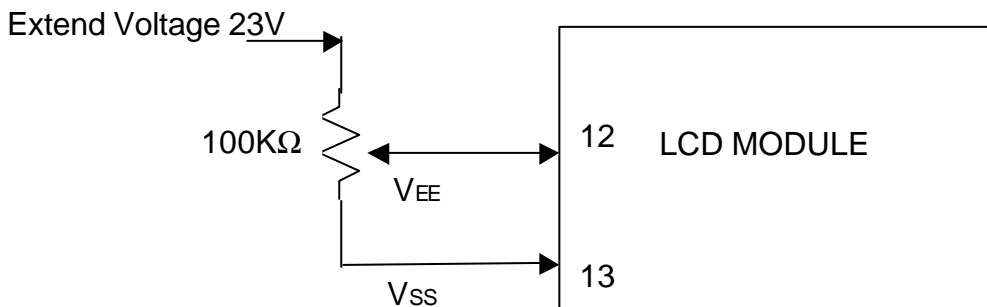 Extend Voltage 23V
100KΩ
12
LCD MODULE
VEE
13
VSS